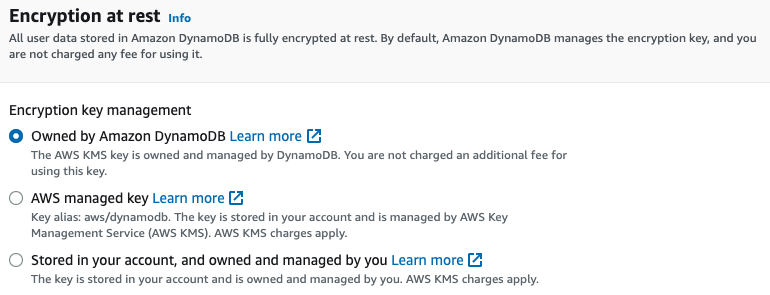 Encryption at rest Info
All user data stored in Amazon DynamoDB is fully encrypted at rest. By default, Amazon DynamoDB manages the encryption key, and you
are not charged any fee for using it.
Encryption key management
Owned by Amazon DynamoDB Learn more
The AWS KMS key is owned and managed by DynamoDB. You are not charged an additional fee for
using this key.
AWS managed key Learn more
Key alias: aws/dynamodb. The key is stored in your account and is managed by AWS Key
Management Service (AWS KMS). AWS KMS charges apply.
Stored in your account, and owned and managed by you Learn more
The key is stored in your account and is owned and managed by you. AWS KMS charges apply.